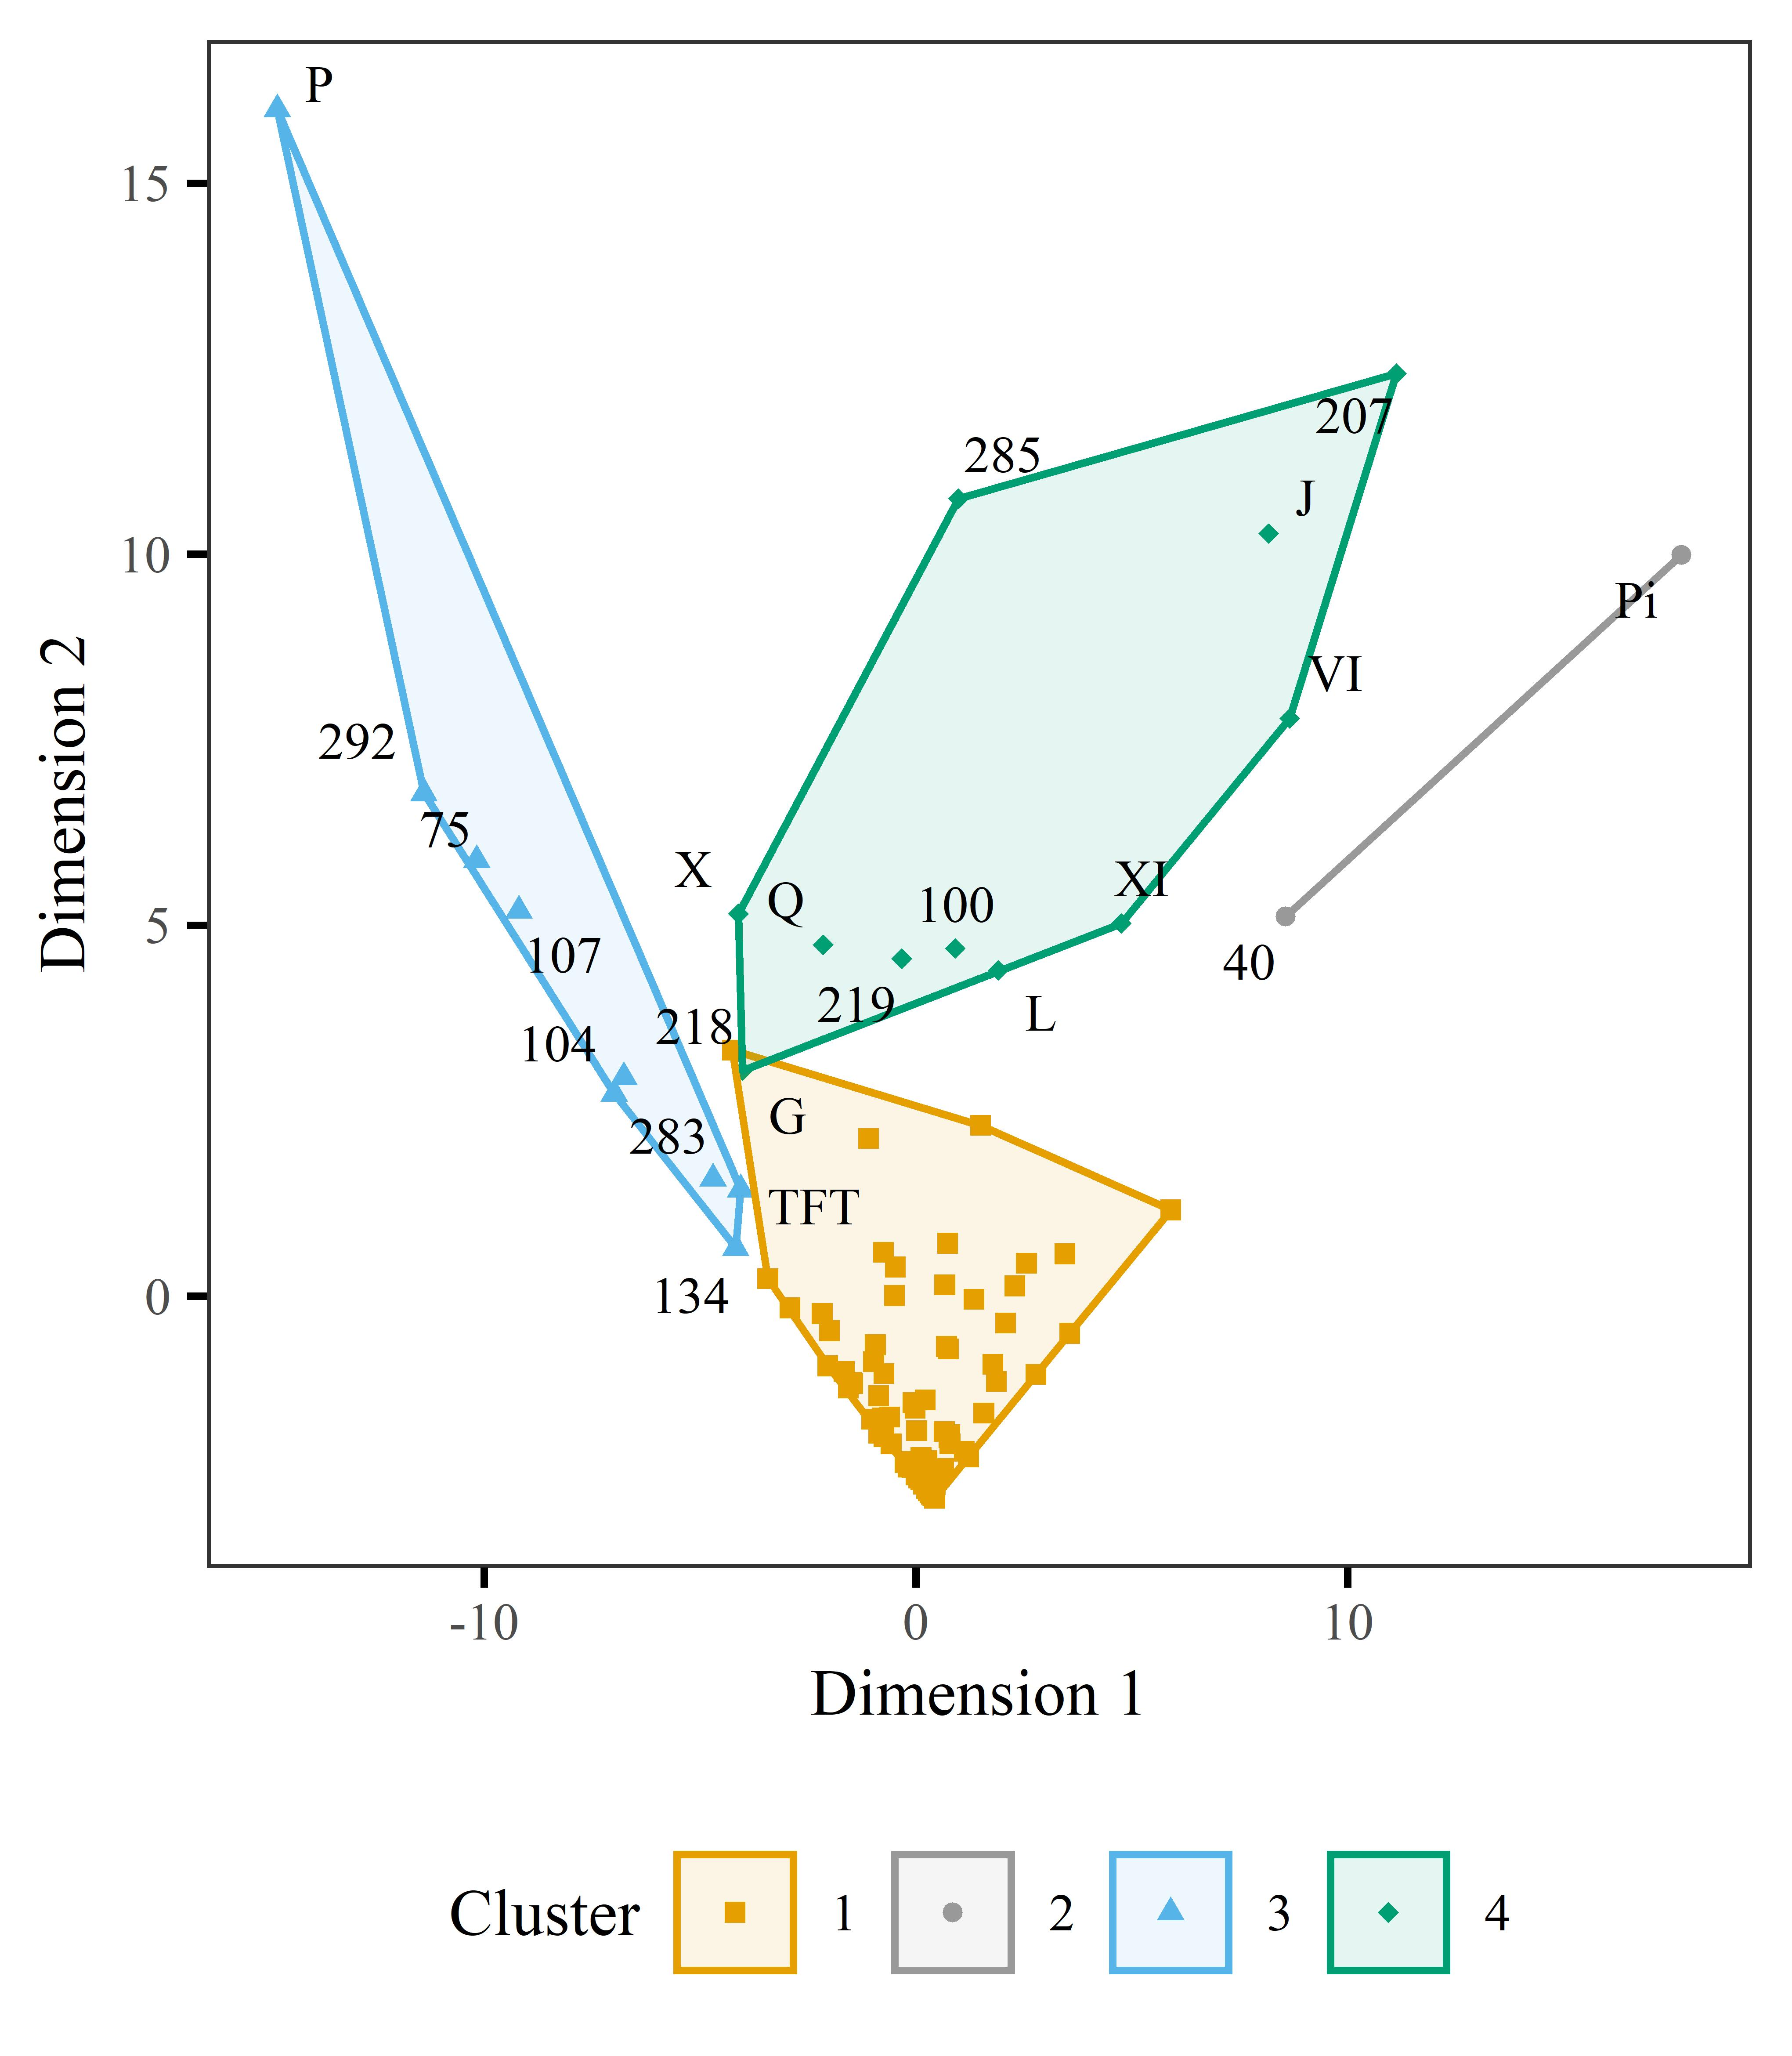 P
15
207
285
J
10
Pi
VI
292
75
X
Q
100
XI
5
107
40
219
L
218
104
G
283
TFT
134
0
-10 0 10
Dimension 2
Dimension 1
Cluster 1 2 3 4